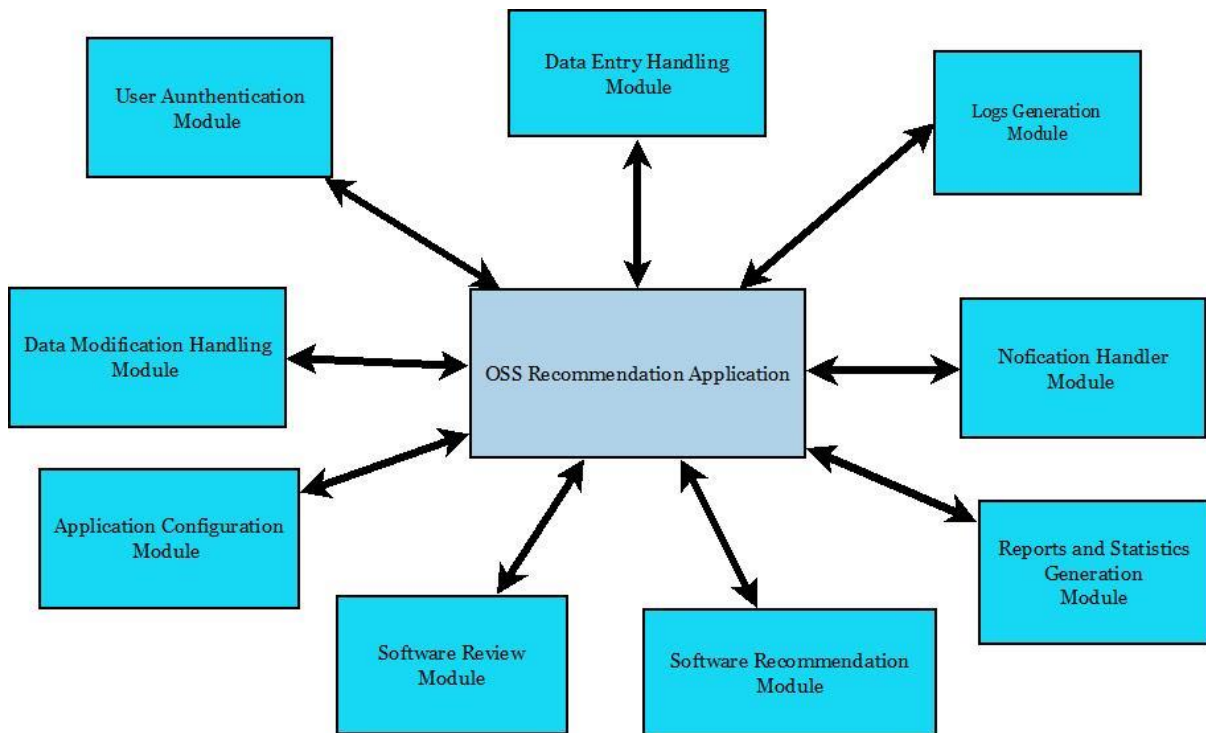 Data Entry Handling
Module
User Aunthentication
Module
Logs Generation
Module
Data Modification Handling
Module
OSS Recommendation Application
Nofication Handler
Module
Application Configuration
Module
Reports and Statistics
Generation
Module
Software Review
Module
Software Recommendation
Module